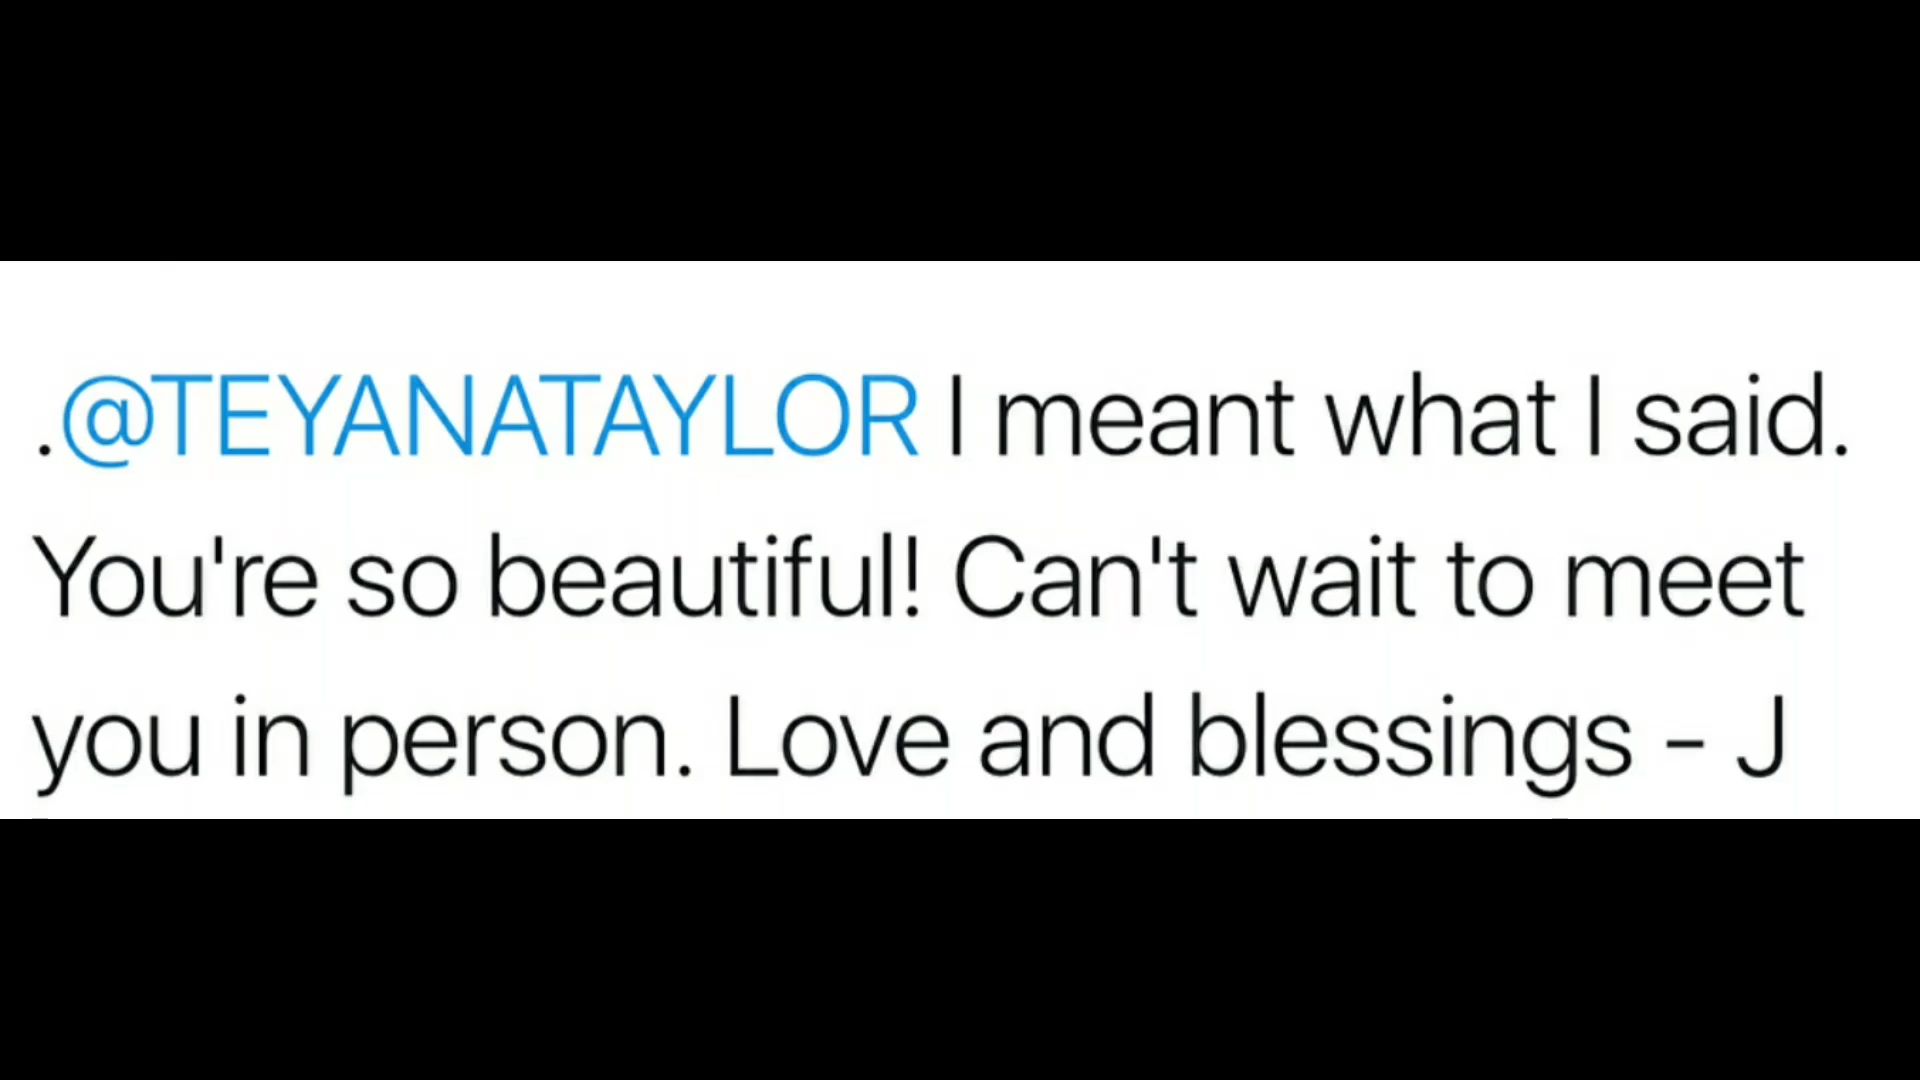 .@TEYANATAYLOR I meant what I said.
You're so beautiful! Can't wait to meet
you in person. Love and blessings - J